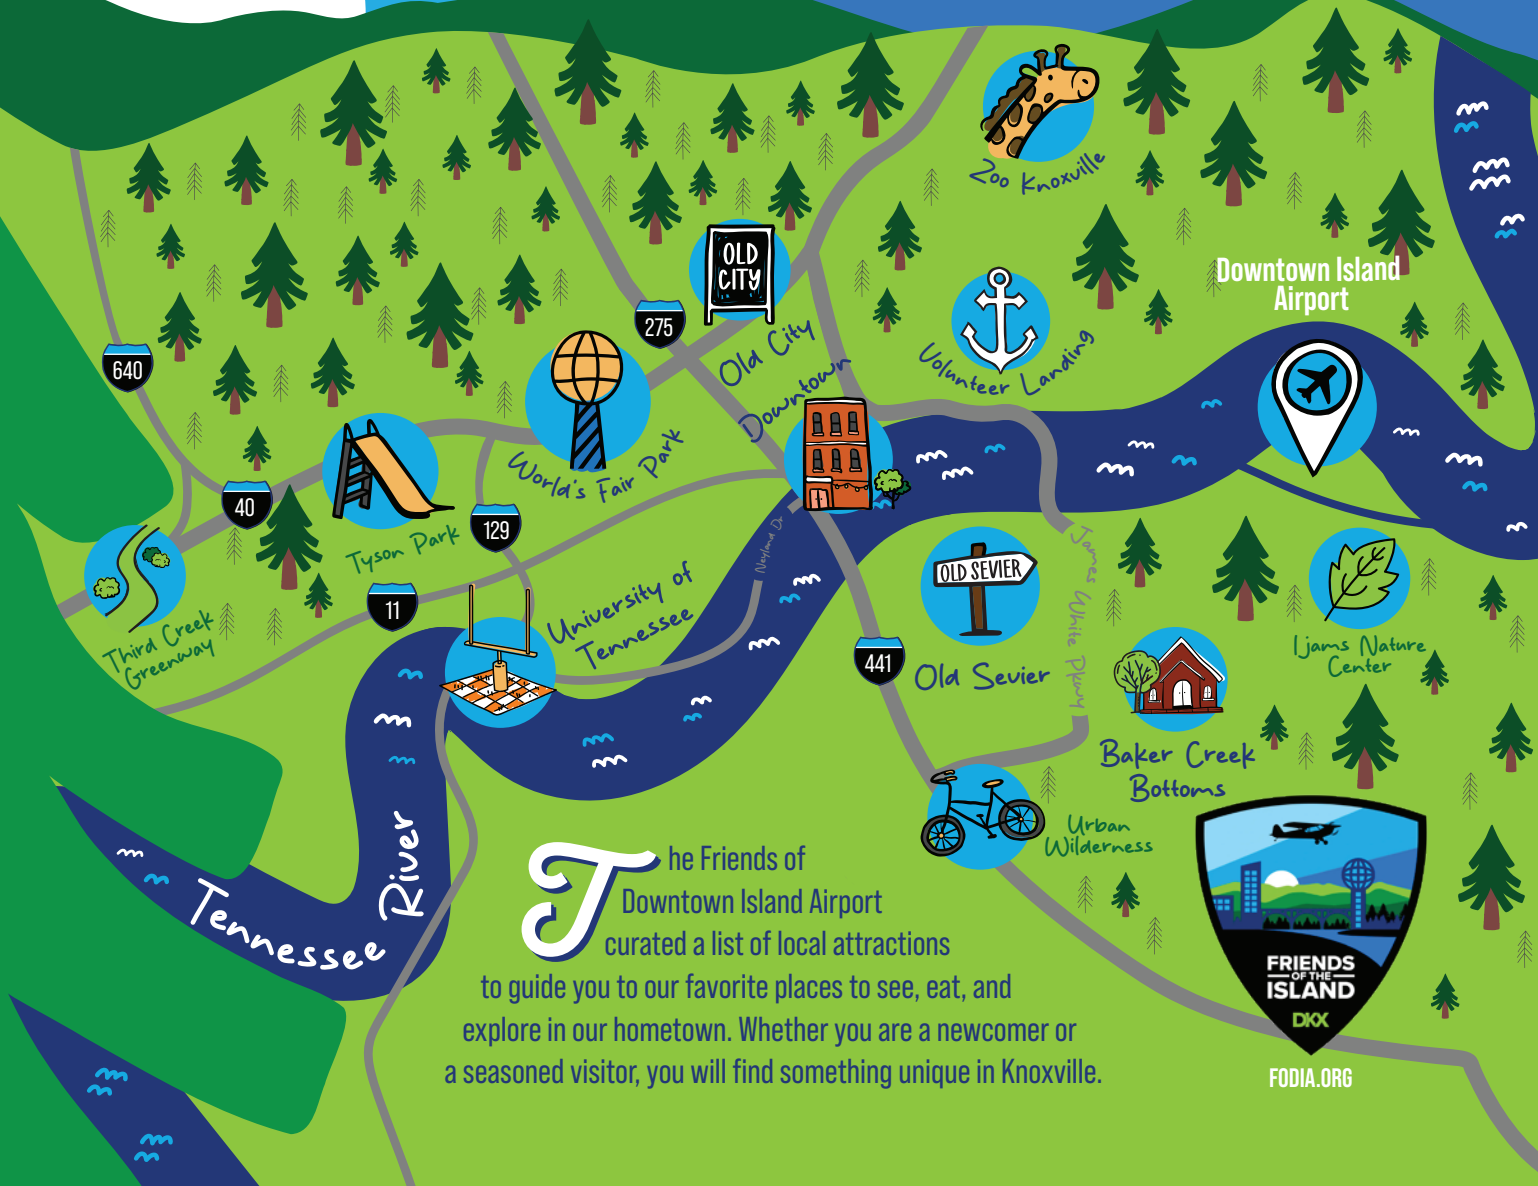 Zoo Knoxville
OLD
CITY
Old City
275
Downtown Island
Airport
Volunteer Landing
640
Downtown
World's Fair Park
40
129
Tyson Park
Neyland Dr
James White Pkwy
OLD SEVIER
Old Sevier
Third Creek
Greenway
11
University of
Tennessee
441
Ijams Nature
Center
Baker Creek
Bottoms
Urban
Wilderness
Tennessee River
The Friends of
Downtown Island Airport
curated a list of local attractions
to guide you to our favorite places to see, eat, and
explore in our hometown. Whether you are a newcomer or
a seasoned visitor, you will find something unique in Knoxville.
FRIENDS
OF THE
ISLAND
DKX
FODIA.ORG